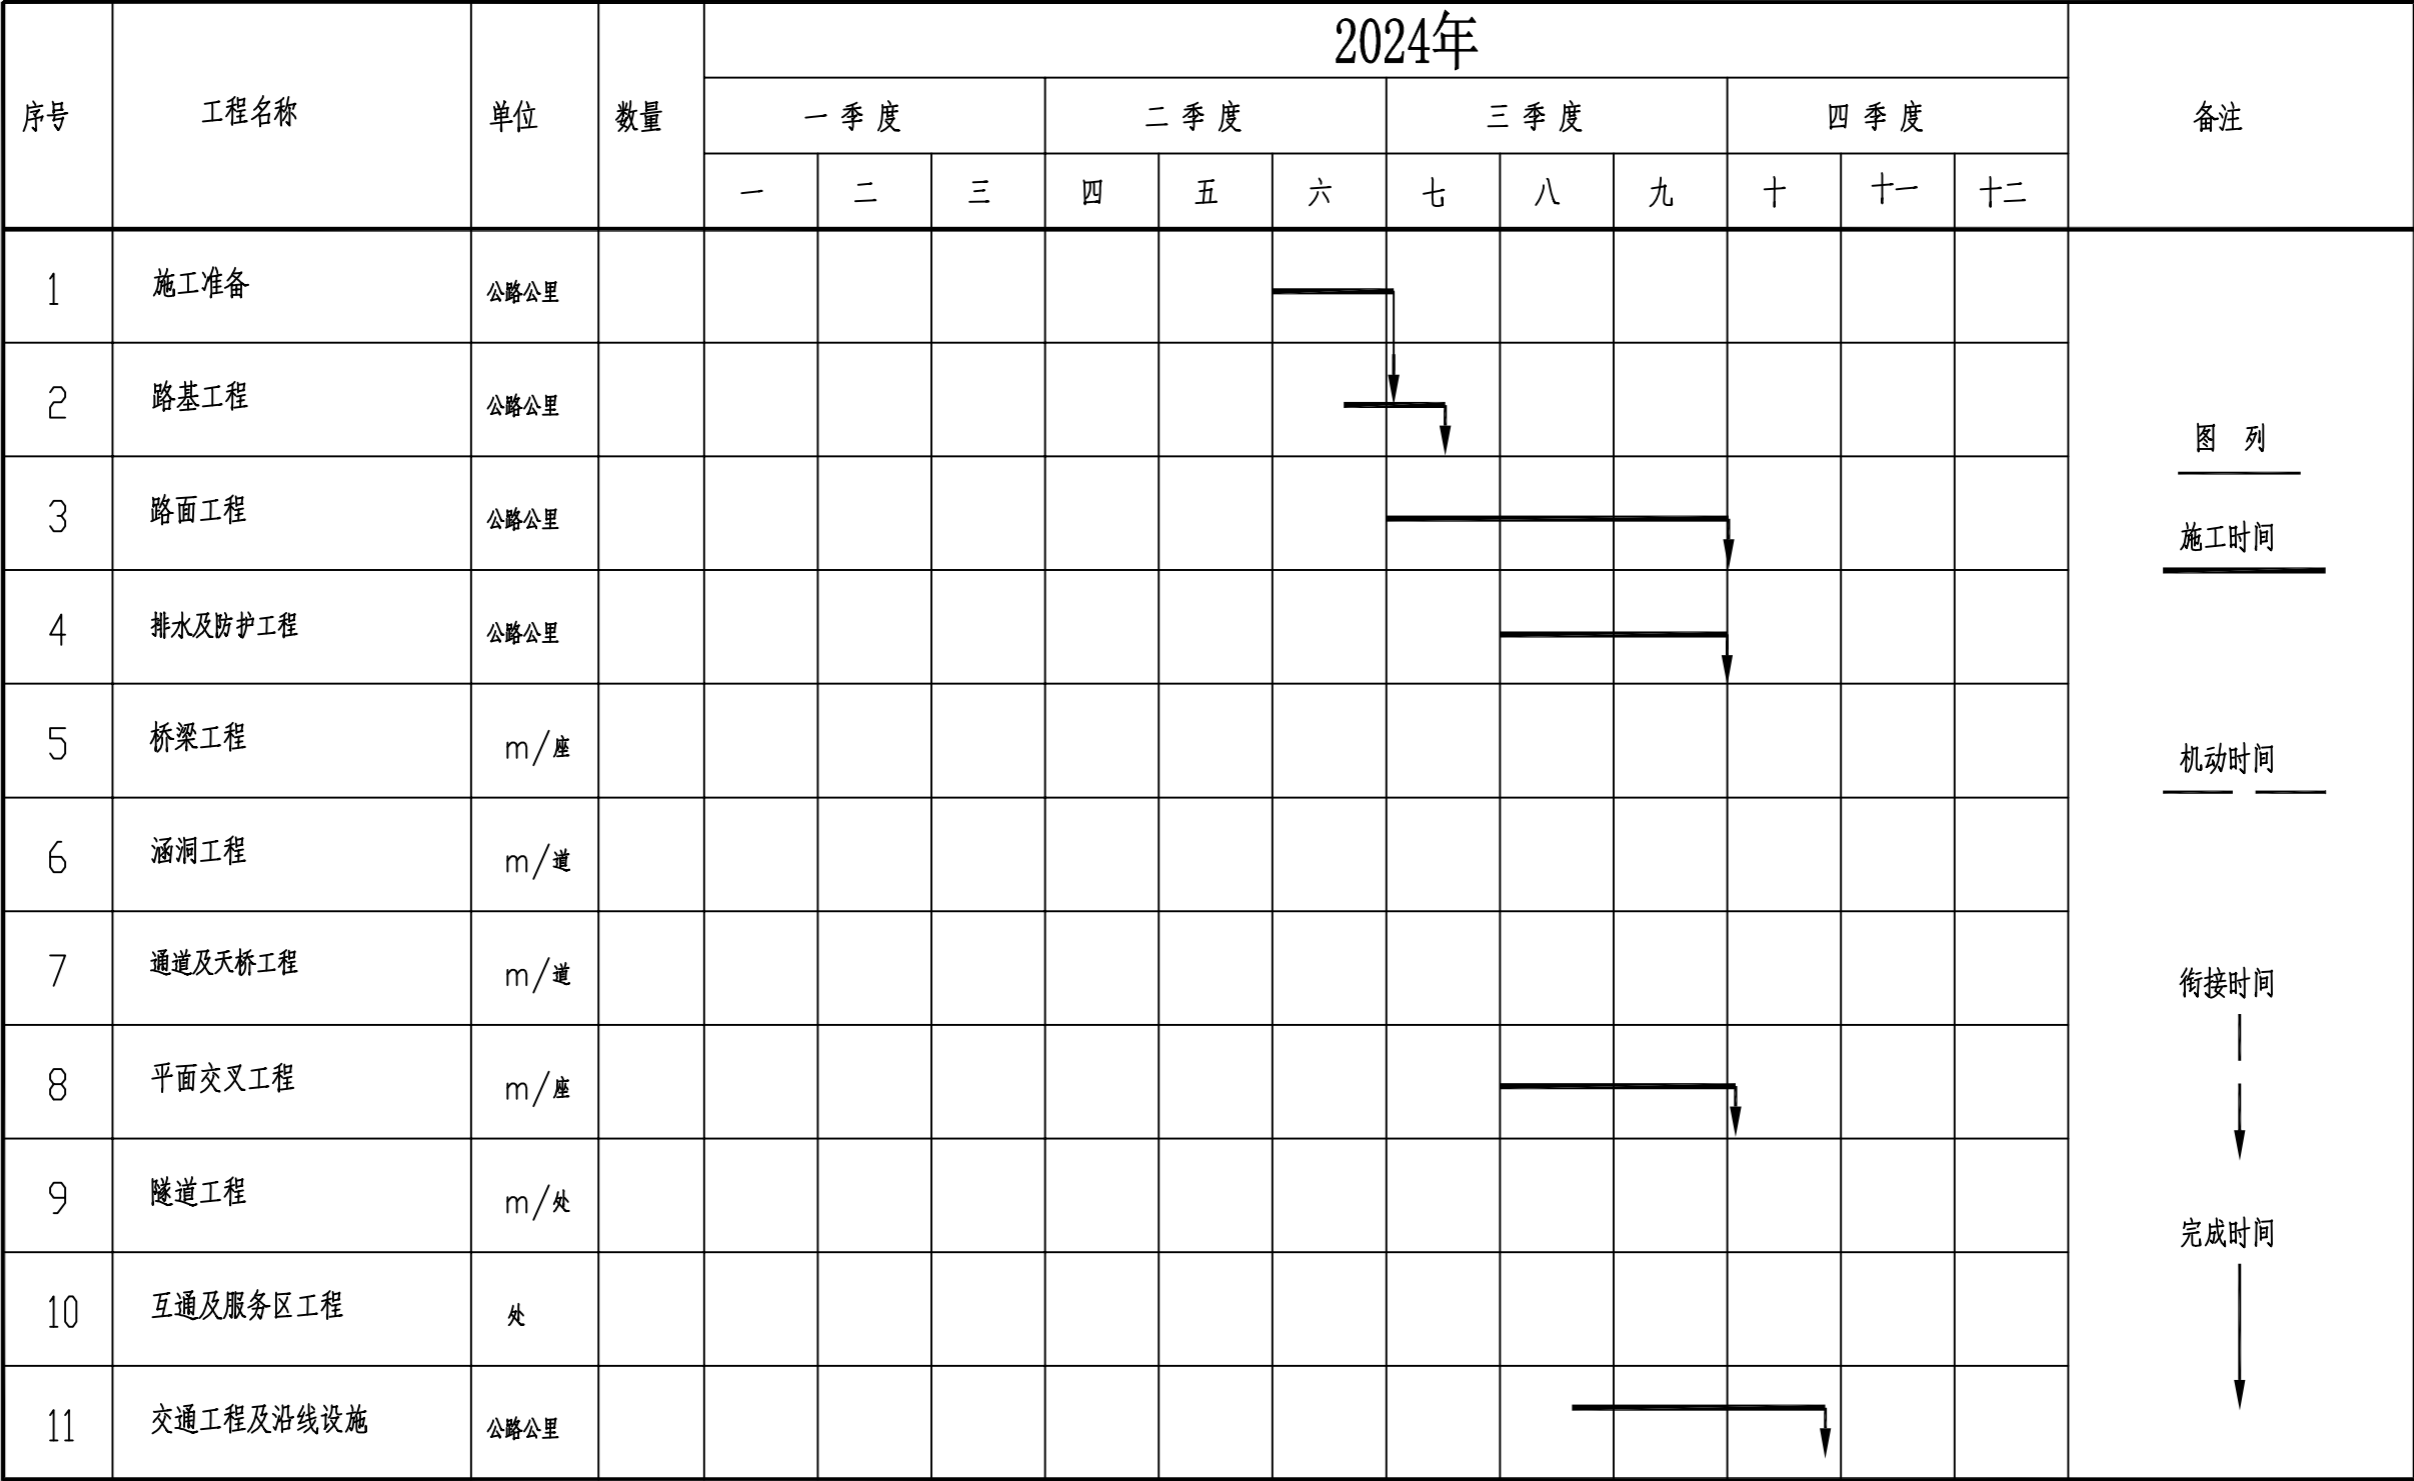 2024年
序号 工程名称 单位 数量 一季度 二季度 三季度 四季度 备注
一 二 三 四 五 六 七 八 九 十 十一 十二
1 施工准备 公路公里
2 路基工程 公路公里
图 列
3 路面工程 公路公里
施工时间
4 排水及防护工程 公路公里
5 桥梁工程 m/座
机动时间
6 涵洞工程 m/道
7 通道及天桥工程 m/道
衔接时间
8 平面交叉工程 m/座
9 隧道工程 m/处
完成时间
10 互通及服务区工程 处
11 交通工程及沿线设施 公路公里